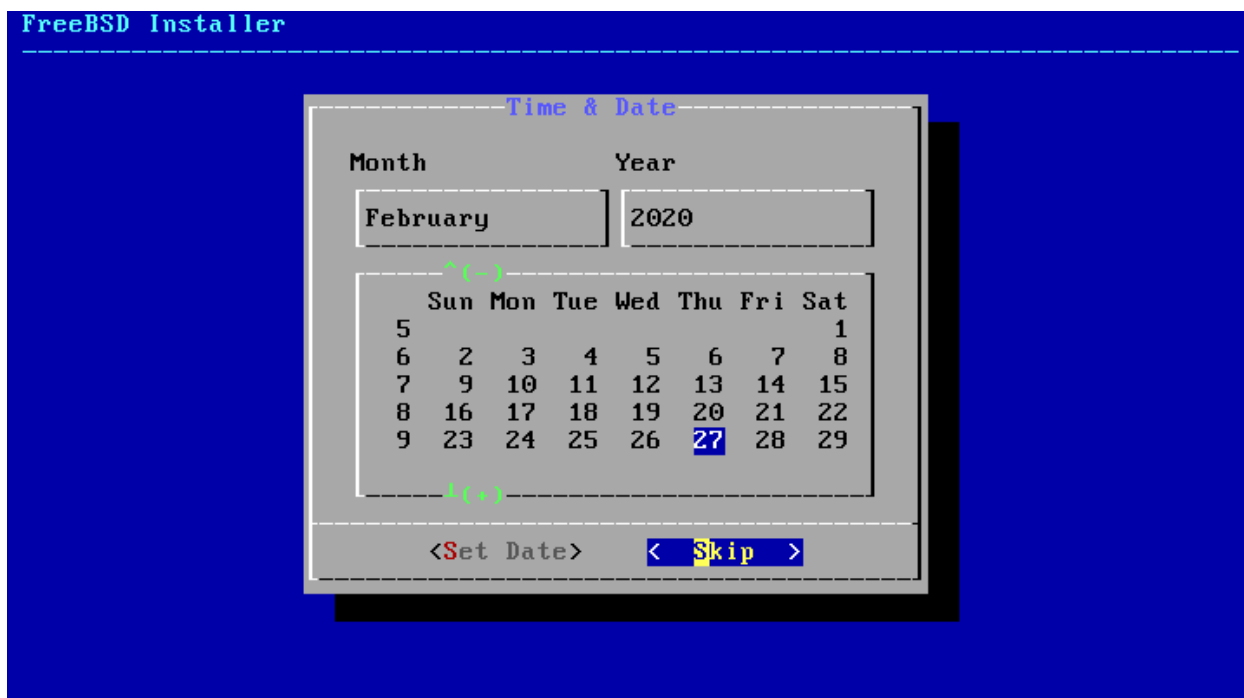 FreeBSD Installer
Time & Date
Month Year
February 2020
^(-)
Sun Mon Tue Wed Thu Fri Sat
5 1
6 2 3 4 5 6 7 8
7 9 10 11 12 13 14 15
8 16 17 18 19 20 21 22
9 23 24 25 26 27 28 29
┴(+)
<Set Date> < Skip >